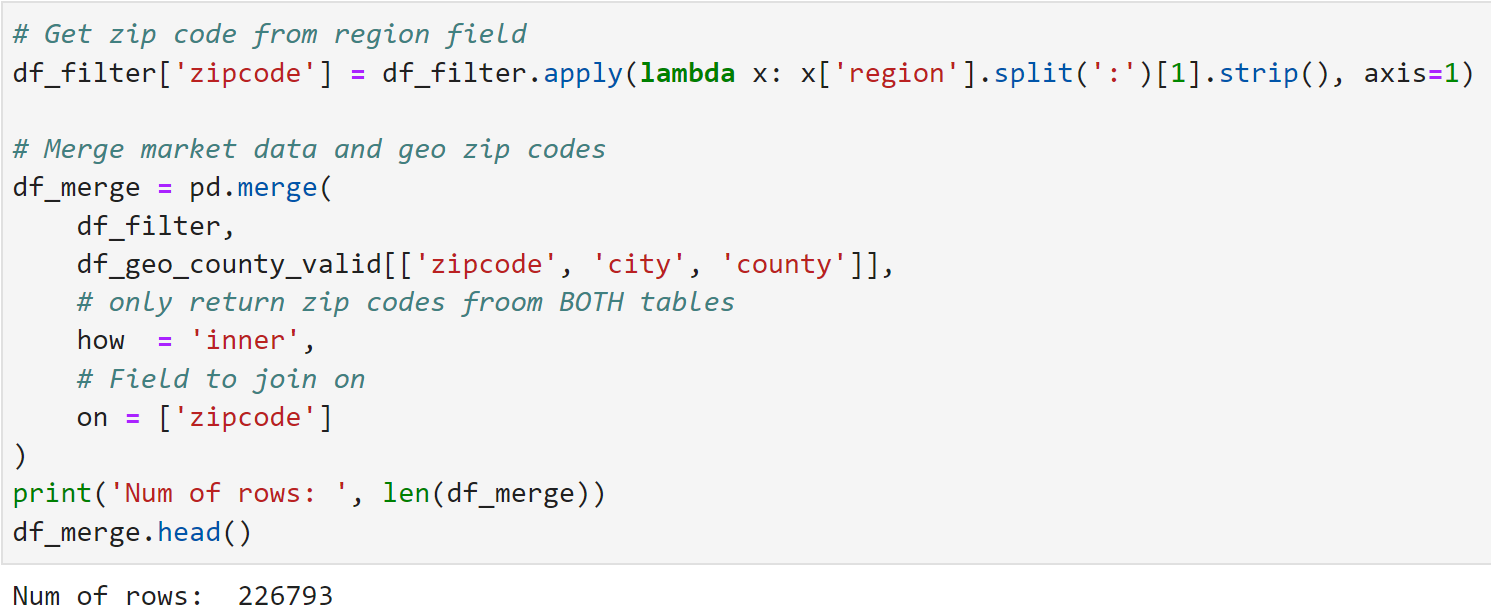 # Get zip code from region field
df_filter['zipcode'] = df_filter.apply(lambda x: x['region'].split(':')[1].strip(), axis=1)
# Merge market data and geo zip codes
df_merge = pd.merge(
    df_filter,
    df_geo_county_valid[['zipcode', 'city', 'county']],
    # only return zip codes froom BOTH tables
    how  = 'inner',
    # Field to join on
    on = ['zipcode']
)
print('Num of rows: ', len(df_merge))
df_merge.head()
Num of rows:  226793